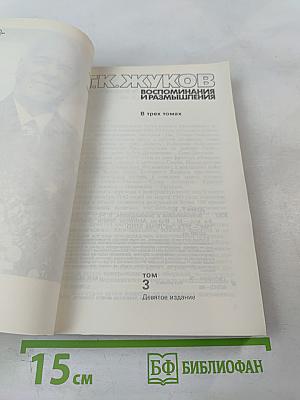 Г.К. ЖУКОВ
ВОСПОМИНАНИЯ
И РАЗМЫШЛЕНИЯ
В трех томах
ТОМ
3
Девятое издание
15 см
БФ БИБЛИОФАН